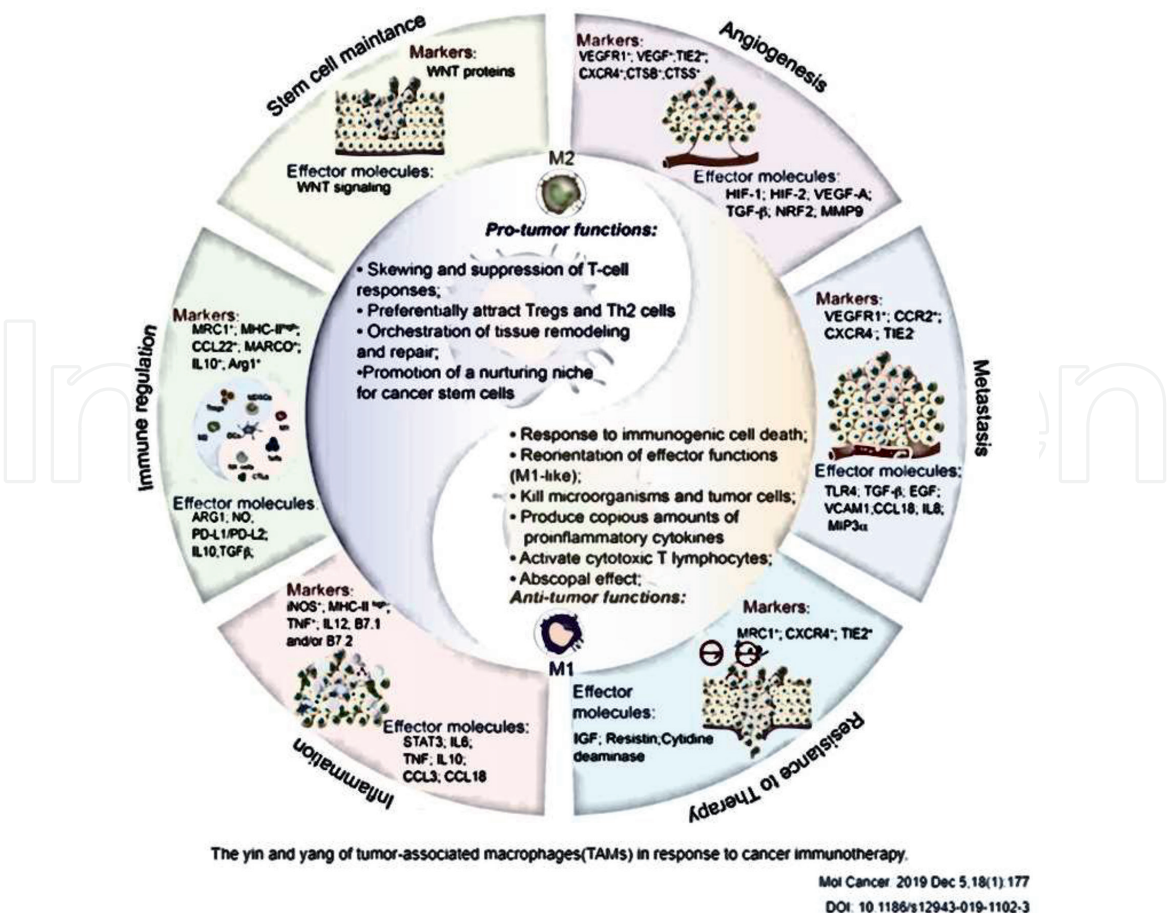 Stem cell maintance
Markers:
WNT proteins
Effector molecules:
WNT signaling
Angiogenesis
Markers:
VEGFR1⁺; VEGF⁺;TIE2⁺;
CXCR4⁺;CTSB⁺;CTSS⁺
Effector molecules:
HIF-1; HIF-2; VEGF-A;
TGF-β; NRF2; MMP9
Metastasis
Markers:
VEGFR1⁺; CCR2⁺;
CXCR4⁻; TIE2⁻
Effector molecules:
TLR4; TGF-β; EGF;
VCAM1,CCL18; IL8;
MIP3α
Resistance to Therapy
Markers:
MRC1⁺; CXCR4⁺; TIE2⁺
Effector
molecules:
IGF; Resistin;Cytidine
deaminase
Inflammation
Markers:
iNOS⁺; MHC-II ʰⁱᵍʰ;
TNF⁺; IL12; B7.1
and/or B7.2
Effector molecules:
STAT3; IL6;
TNF; IL10;
CCL3; CCL18
Immune regulation
Markers:
MRC1⁺; MHC-IIʰⁱᵍʰ;
CCL22⁺; MARCO⁺;
IL10⁺; Arg1⁺
Tregs
DCs
NK cells
CTLs
Effector molecules
ARG1; NO;
PD-L1/PD-L2;
IL10,TGFβ;
M2
Pro-tumor functions:
• Skewing and suppression of T-cell
responses;
• Preferentially attract Tregs and Th2 cells
• Orchestration of tissue remodeling
and repair;
•Promotion of a nurturing niche
for cancer stem cells
• Response to immunogenic cell death;
• Reorientation of effector functions
(M1-like);
• Kill microorganisms and tumor cells;
• Produce copious amounts of
proinflammatory cytokines
• Activate cytotoxic T lymphocytes;
• Abscopal effect;
Anti-tumor functions:
M1
The yin and yang of tumor-associated macrophages(TAMs) in response to cancer immunotherapy.
Mol Cancer. 2019 Dec 5;18(1):177
DOI: 10.1186/s12943-019-1102-3